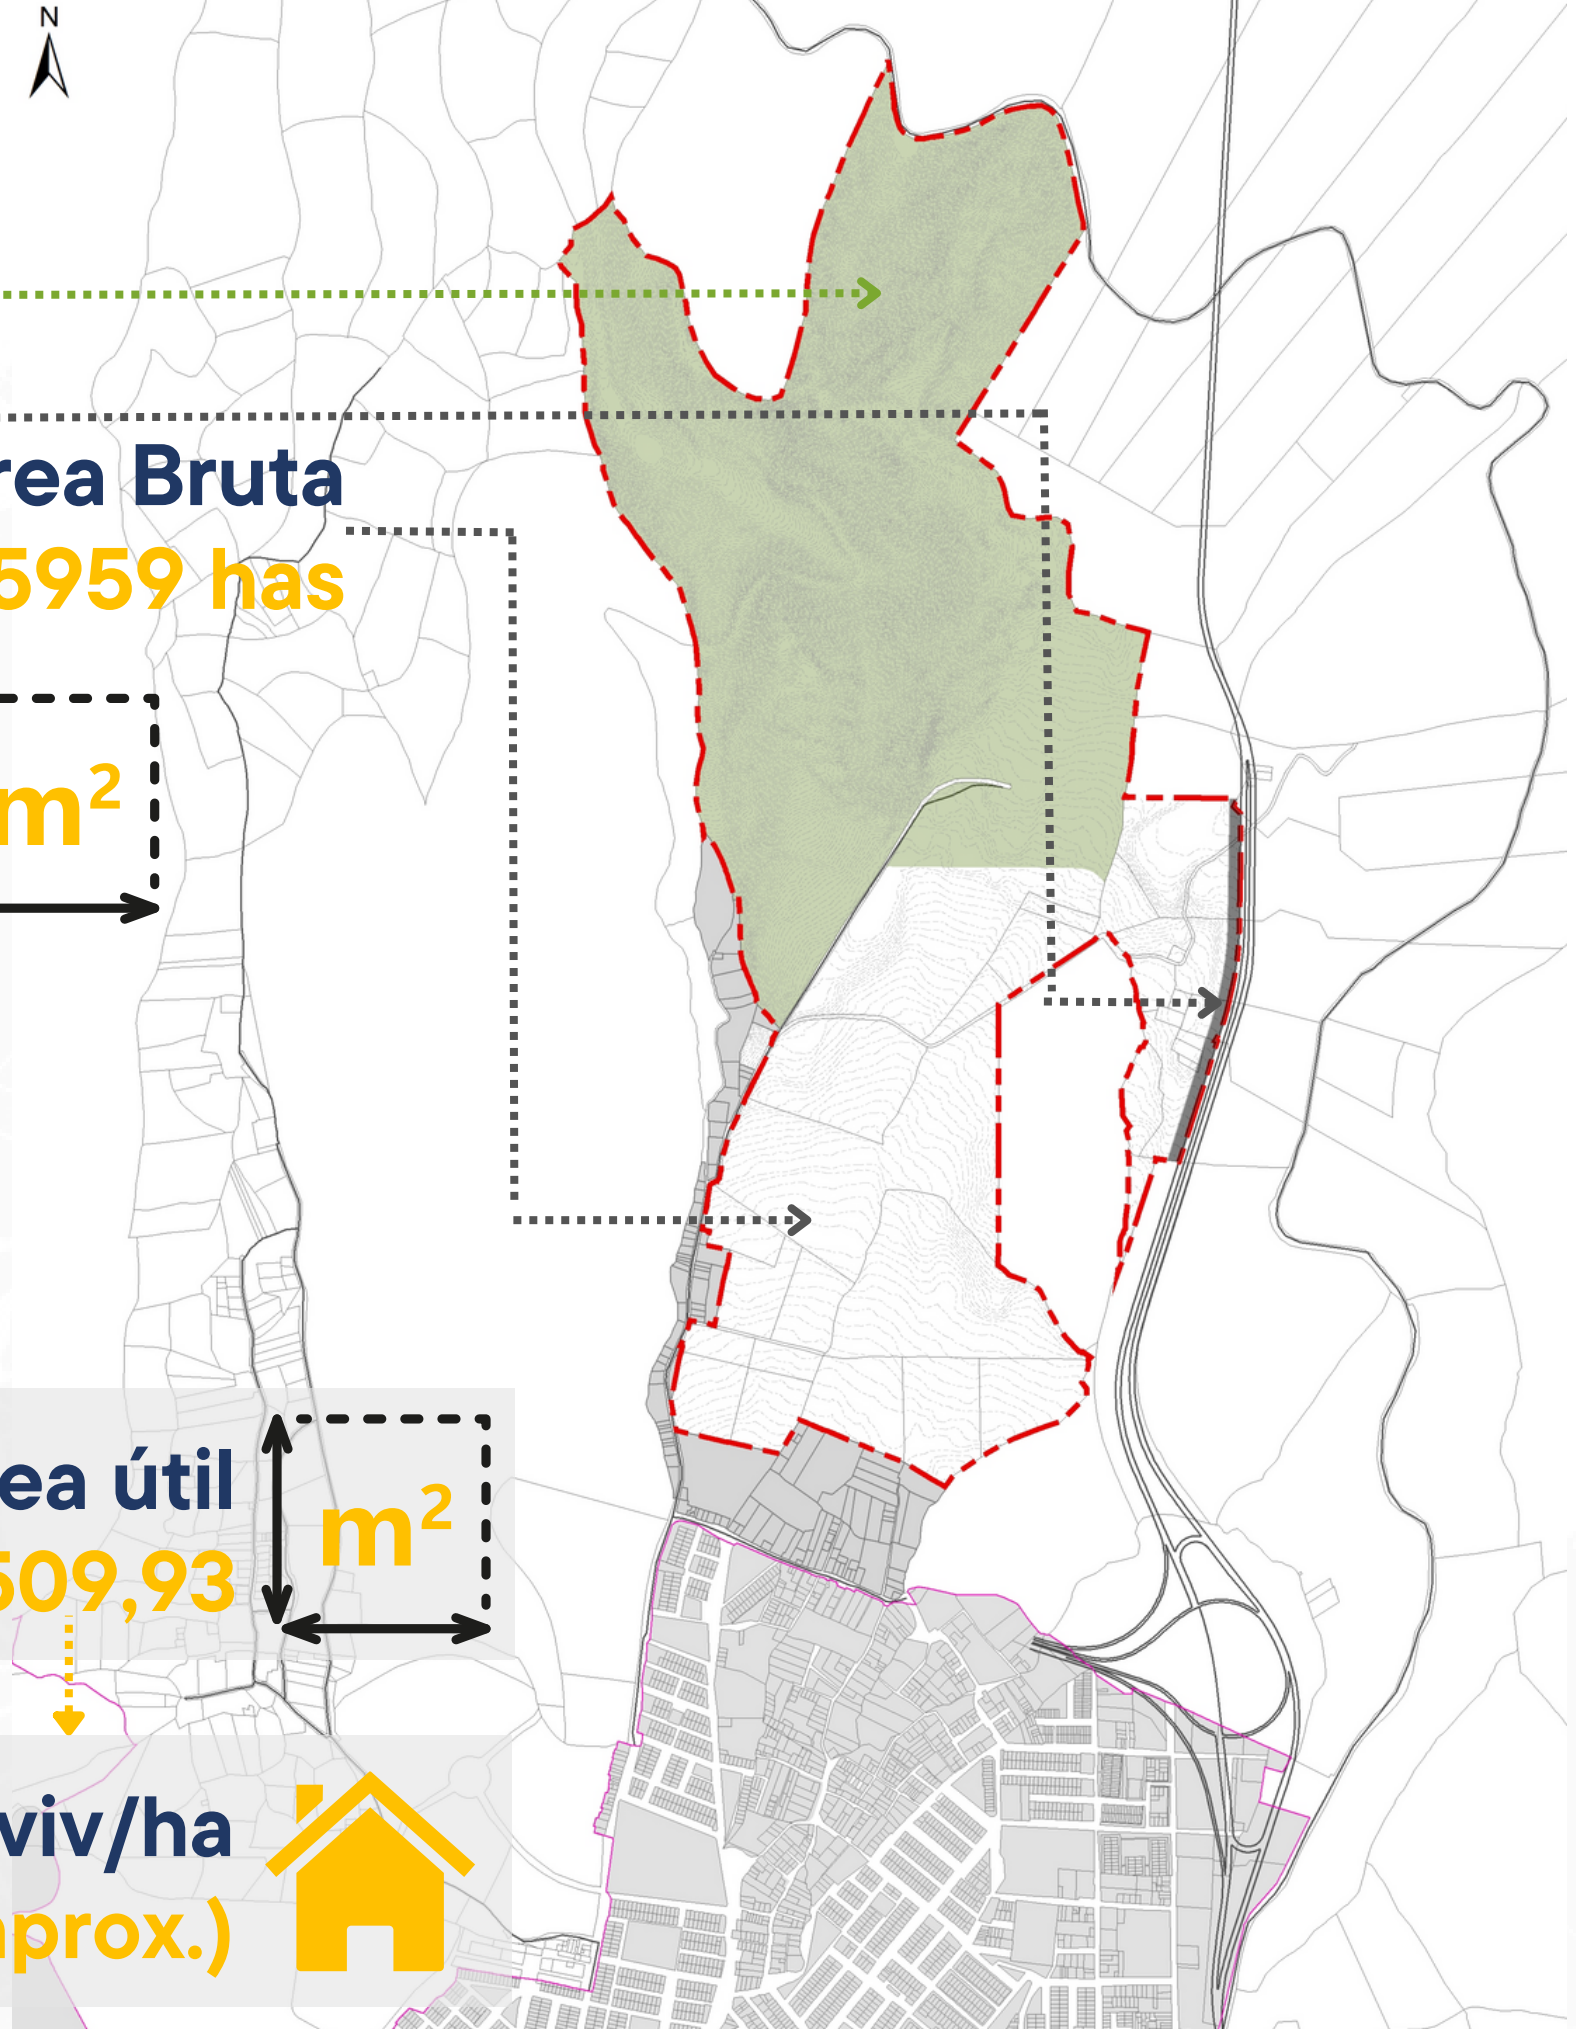 N
rea Bruta
5959 has
m²
ea útil
509,93
m²
viv/ha
prox.)